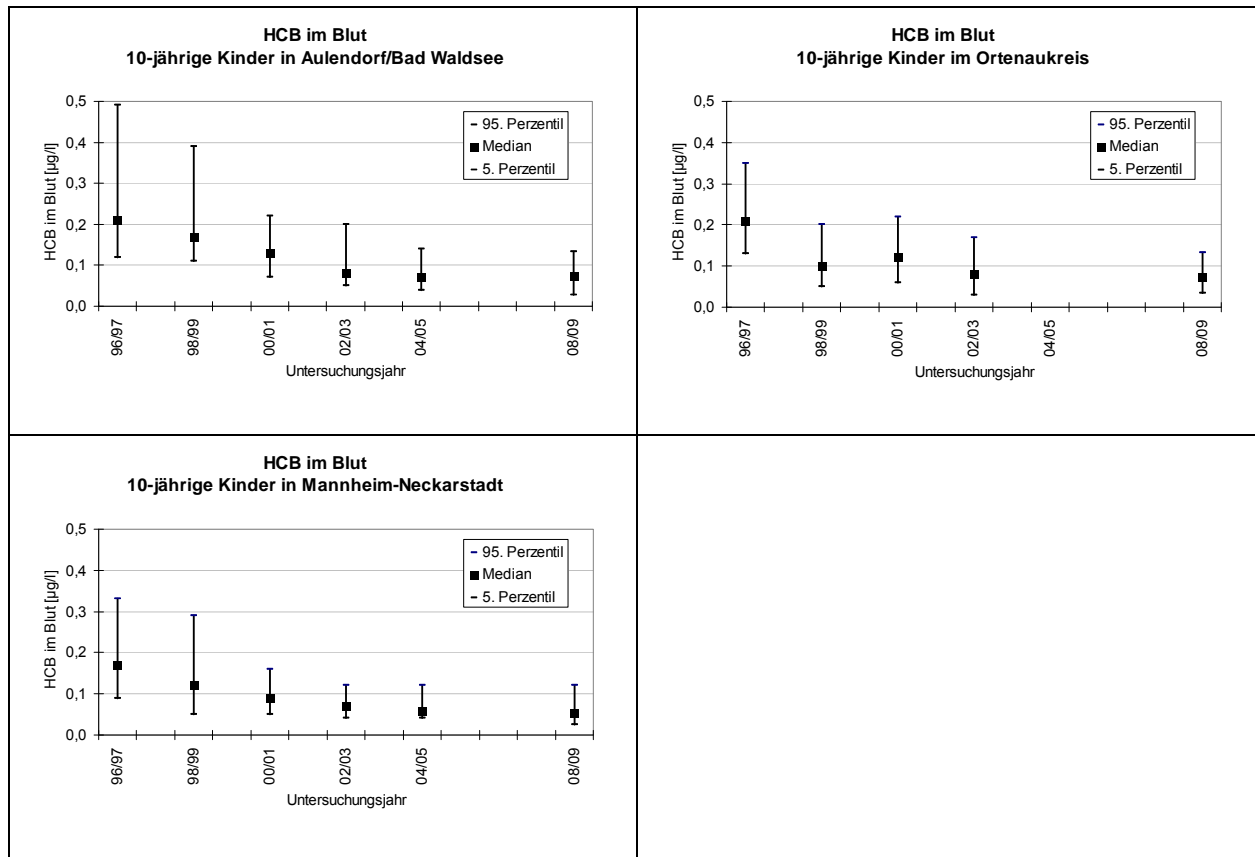 HCB im Blut
10-jährige Kinder in Aulendorf/Bad Waldsee
0,5
0,4
0,3
0,2
0,1
0,0
HCB im Blut [µg/l]
95. Perzentil
Median
5. Perzentil
96/97
98/99
00/01
02/03
04/05
08/09
Untersuchungsjahr
HCB im Blut
10-jährige Kinder im Ortenaukreis
0,5
0,4
0,3
0,2
0,1
0,0
HCB im Blut [µg/l]
95. Perzentil
Median
5. Perzentil
96/97
98/99
00/01
02/03
04/05
08/09
Untersuchungsjahr
HCB im Blut
10-jährige Kinder in Mannheim-Neckarstadt
0,5
0,4
0,3
0,2
0,1
0,0
HCB im Blut [µg/l]
95. Perzentil
Median
5. Perzentil
96/97
98/99
00/01
02/03
04/05
08/09
Untersuchungsjahr